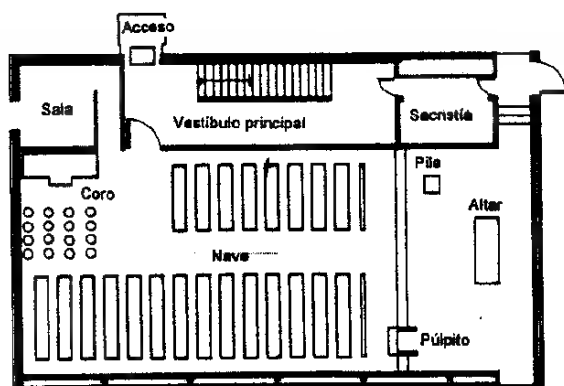 Acceso
Sala
Vestíbulo principal
Sacristía
Pila
Coro
Altar
Nave
Púlpito